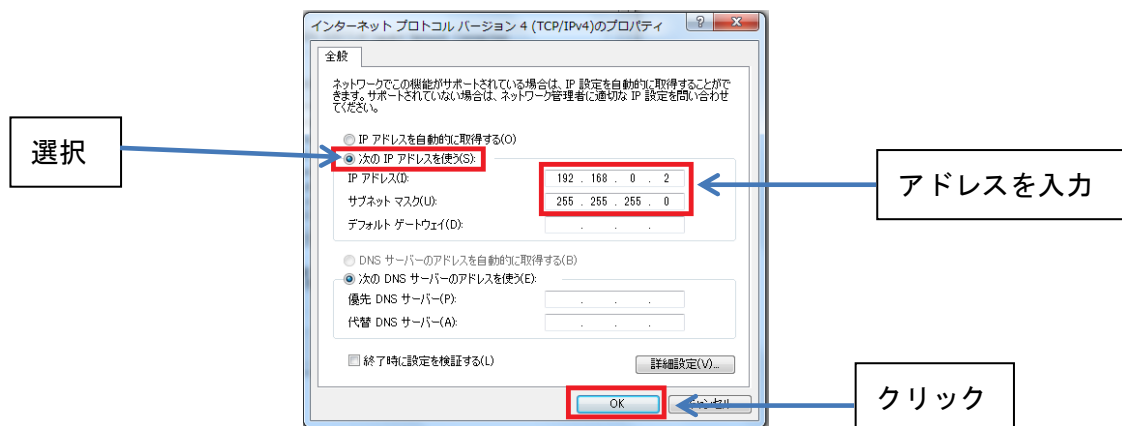 インターネット プロトコル バージョン 4 (TCP/IPv4)のプロパティ
全般
ネットワークでこの機能がサポートされている場合は、IP 設定を自動的に取得することがで
きます。サポートされていない場合は、ネットワーク管理者に適切な IP 設定を問い合わせ
てください。
IP アドレスを自動的に取得する(O)
選択
次の IP アドレスを使う(S):
IP アドレス(I): 192 . 168 . 0 . 2
アドレスを入力
サブネット マスク(U): 255 . 255 . 255 . 0
デフォルト ゲートウェイ(D): . . .
DNS サーバーのアドレスを自動的に取得する(B)
次の DNS サーバーのアドレスを使う(E):
優先 DNS サーバー(P): . . .
代替 DNS サーバー(A): . . .
終了時に設定を検証する(L)
詳細設定(V)...
OK
キャンセル
クリック